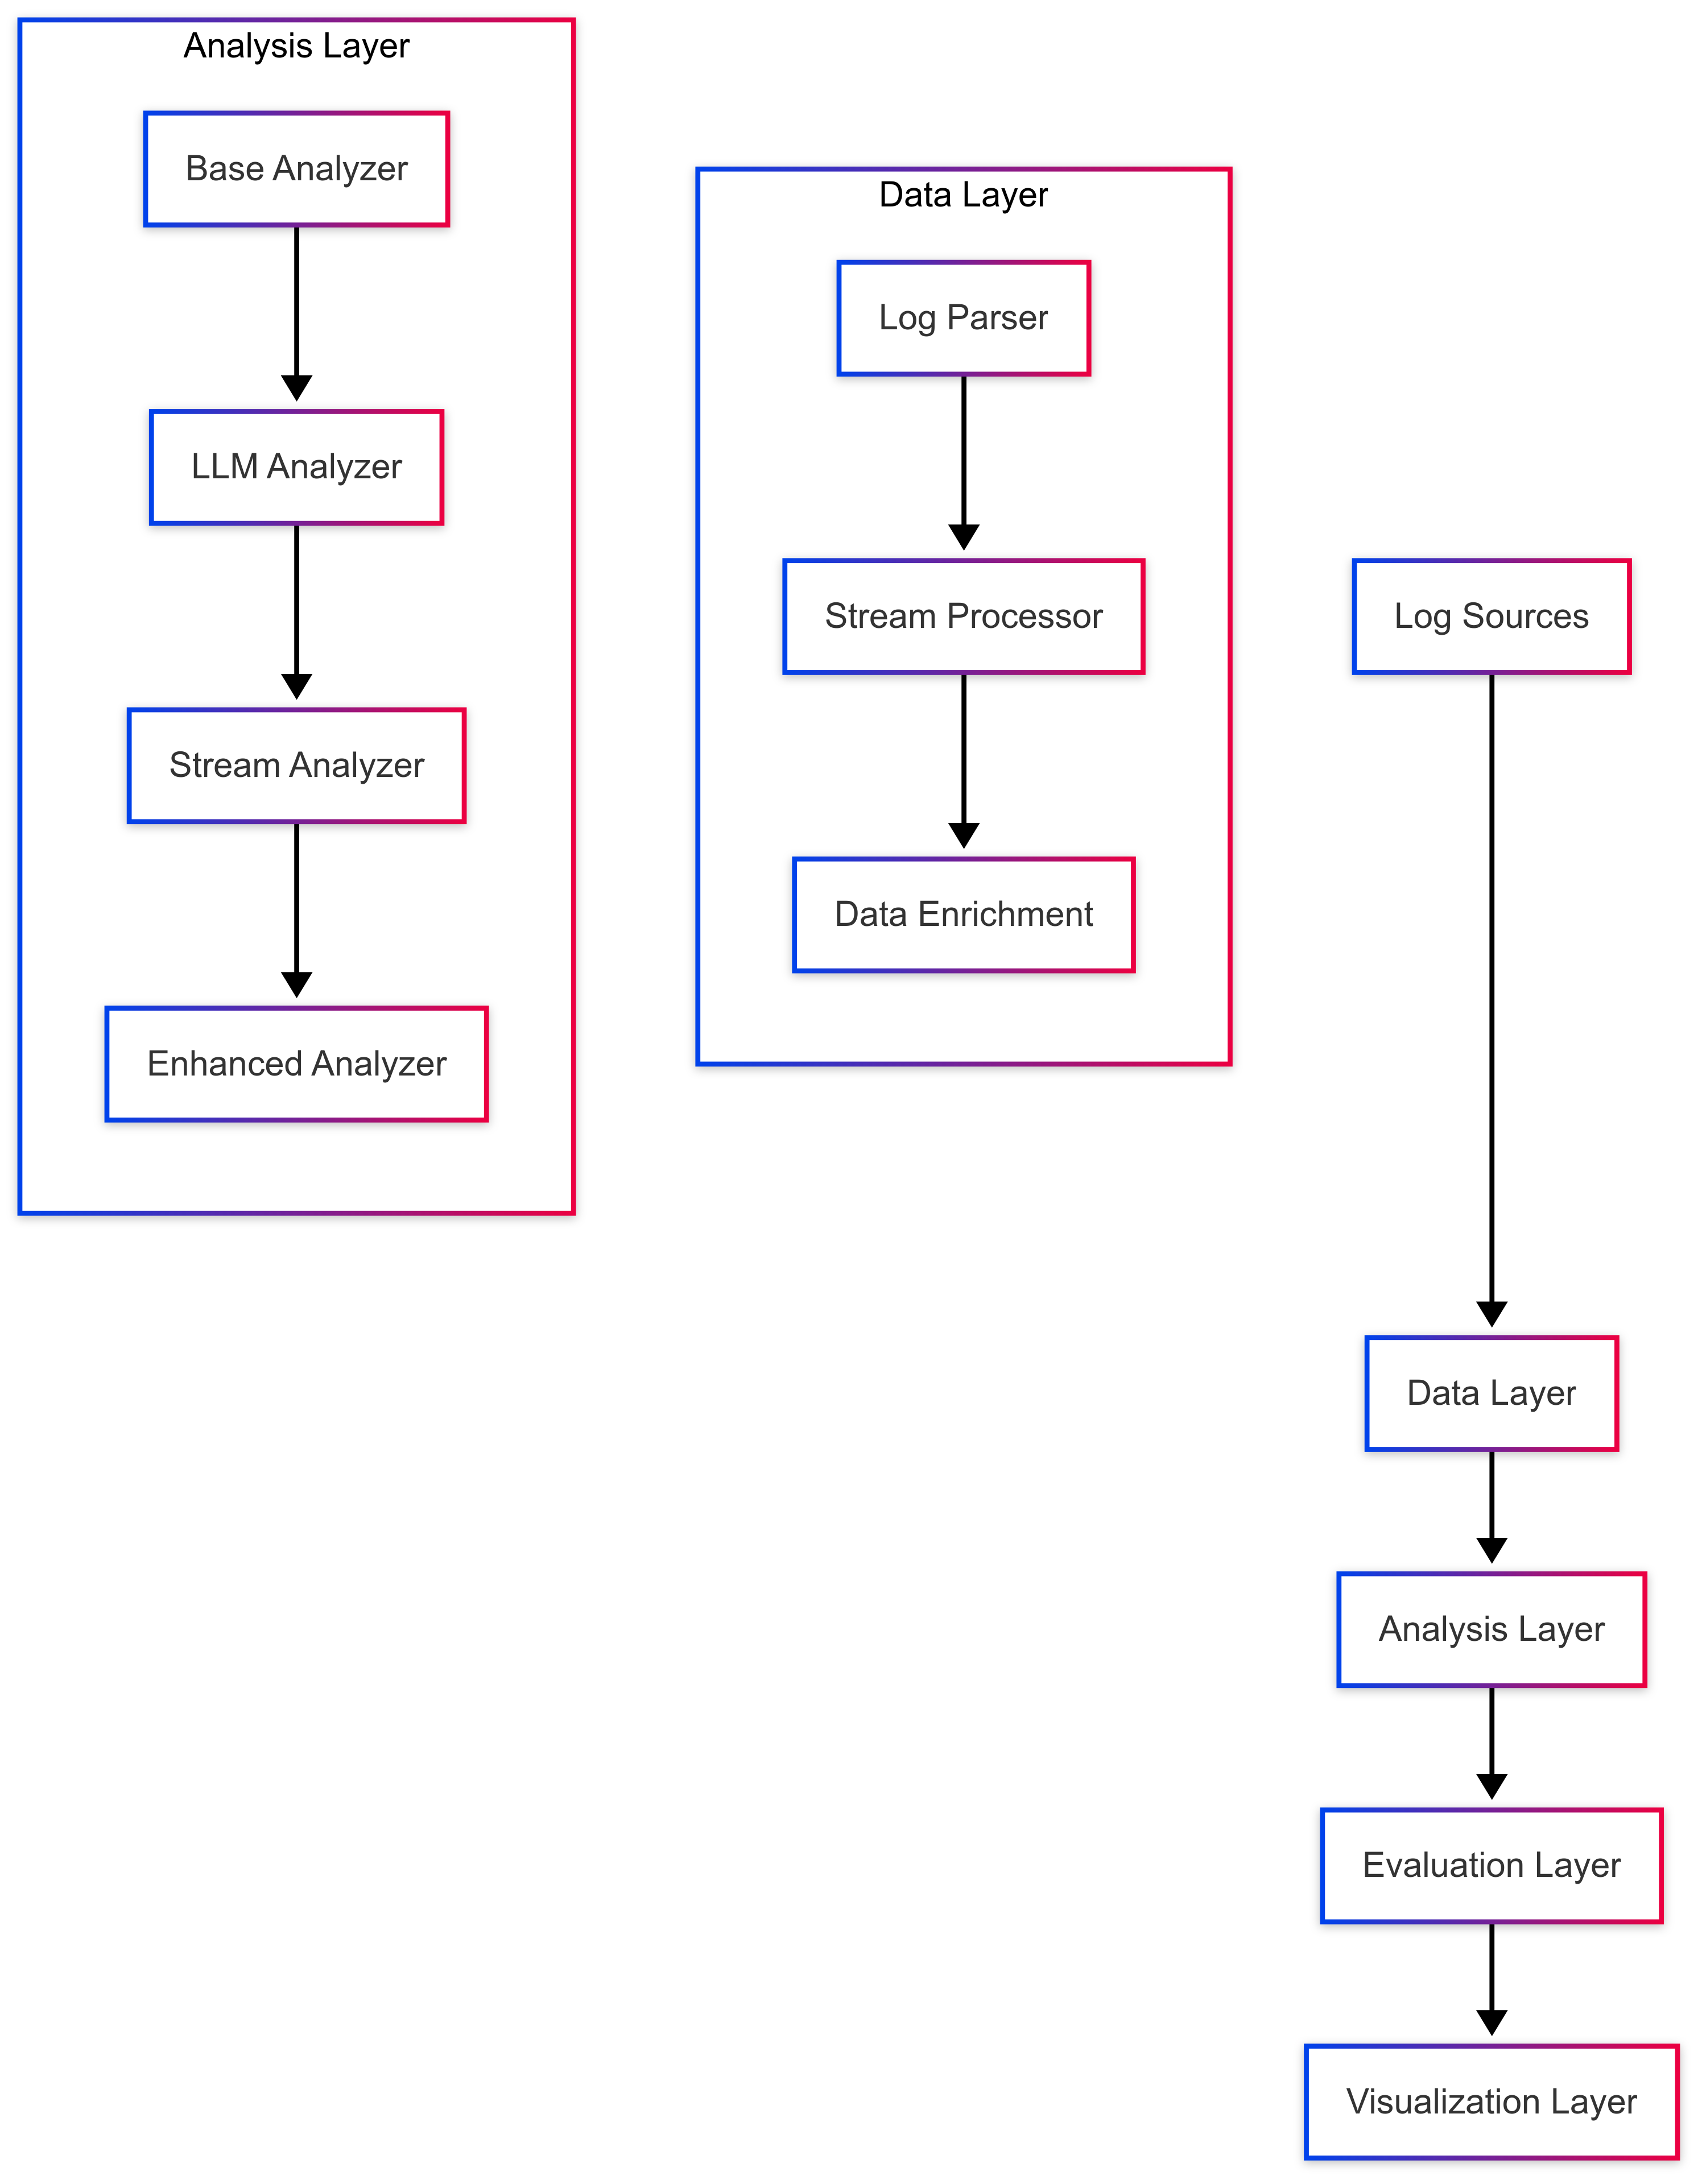 Analysis Layer
Base Analyzer
LLM Analyzer
Stream Analyzer
Enhanced Analyzer
Data Layer
Log Parser
Stream Processor
Data Enrichment
Log Sources
Data Layer
Analysis Layer
Evaluation Layer
Visualization Layer